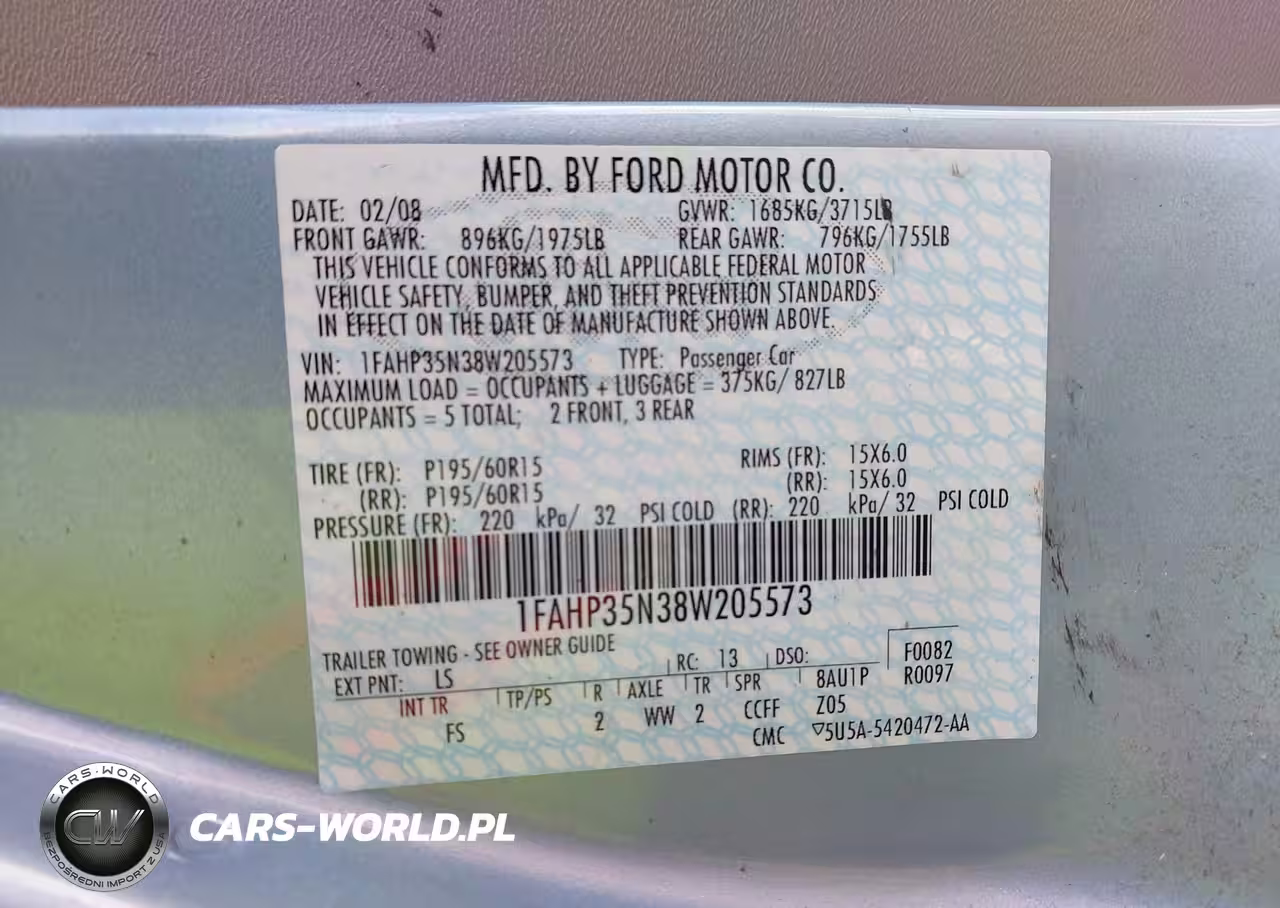 MFD. BY FORD MOTOR CO.
DATE: 02/08 GVWR: 1685KG/3715LB
FRONT GAWR: 896KG/1975LB REAR GAWR: 796KG/1755LB
THIS VEHICLE CONFORMS TO ALL APPLICABLE FEDERAL MOTOR
VEHICLE SAFETY, BUMPER, AND THEFT PREVENTION STANDARDS
IN EFFECT ON THE DATE OF MANUFACTURE SHOWN ABOVE.
VIN: 1FAHP35N38W205573 TYPE: Passenger Car
MAXIMUM LOAD = OCCUPANTS + LUGGAGE = 375KG/ 827LB
OCCUPANTS = 5 TOTAL; 2 FRONT, 3 REAR
TIRE (FR): P195/60R15 RIMS (FR): 15X6.0
(RR): P195/60R15 (RR): 15X6.0
PRESSURE (FR): 220 kPa/ 32 PSI COLD (RR): 220 kPa/ 32 PSI COLD
1FAHP35N38W205573
TRAILER TOWING - SEE OWNER GUIDE
EXT PNT: LS RC: 13 DSO: F0082
R0097
INT TR TP/PS R AXLE TR SPR 8AU1P
FS 2 WW 2 CCFF Z05
CMC ▽5U5A-5420472-AA
CARS-WORLD
CW
BEZPOŚREDNI IMPORT Z USA
CARS-WORLD.PL